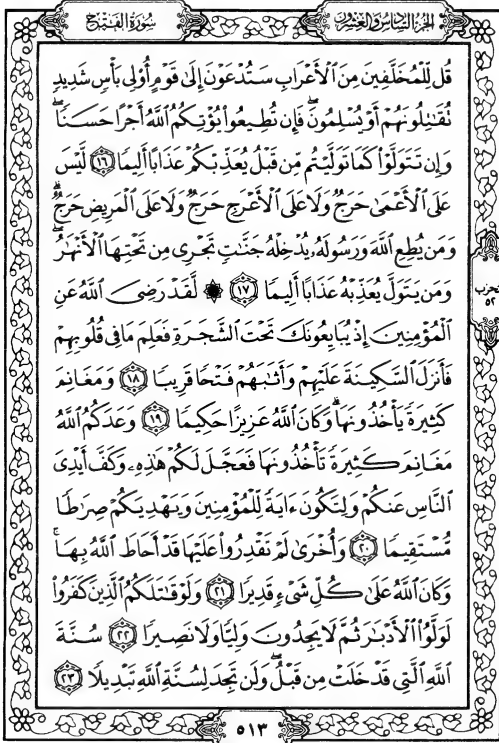 الجزء السادس والعشرون
سورة الفتح
قُل لِّلْمُخَلَّفِينَ مِنَ ٱلْأَعْرَابِ سَتُدْعَوْنَ إِلَىٰ قَوْمٍ أُو۟لِى بَأْسٍ شَدِيدٍ
تُقَـٰتِلُونَهُمْ أَوْ يُسْلِمُونَ ۖ فَإِن تُطِيعُوا۟ يُؤْتِكُمُ ٱللَّهُ أَجْرًا حَسَنًا ۖ
وَإِن تَتَوَلَّوْا۟ كَمَا تَوَلَّيْتُم مِّن قَبْلُ يُعَذِّبْكُمْ عَذَابًا أَلِيمًا ١٦ لَّيْسَ
عَلَى ٱلْأَعْمَىٰ حَرَجٌ وَلَا عَلَى ٱلْأَعْرَجِ حَرَجٌ وَلَا عَلَى ٱلْمَرِيضِ حَرَجٌ ۗ
وَمَن يُطِعِ ٱللَّهَ وَرَسُولَهُۥ يُدْخِلْهُ جَنَّـٰتٍ تَجْرِى مِن تَحْتِهَا ٱلْأَنْهَـٰرُ ۖ
وَمَن يَتَوَلَّ يُعَذِّبْهُ عَذَابًا أَلِيمًا ١٧ ۞ لَّقَدْ رَضِىَ ٱللَّهُ عَنِ
ٱلْمُؤْمِنِينَ إِذْ يُبَايِعُونَكَ تَحْتَ ٱلشَّجَرَةِ فَعَلِمَ مَا فِى قُلُوبِهِمْ
فَأَنزَلَ ٱلسَّكِينَةَ عَلَيْهِمْ وَأَثَـٰبَهُمْ فَتْحًا قَرِيبًا ١٨ وَمَغَانِمَ
كَثِيرَةً يَأْخُذُونَهَا ۗ وَكَانَ ٱللَّهُ عَزِيزًا حَكِيمًا ١٩ وَعَدَكُمُ ٱللَّهُ
مَغَانِمَ كَثِيرَةً تَأْخُذُونَهَا فَعَجَّلَ لَكُمْ هَـٰذِهِۦ وَكَفَّ أَيْدِىَ
ٱلنَّاسِ عَنكُمْ وَلِتَكُونَ ءَايَةً لِّلْمُؤْمِنِينَ وَيَهْدِيَكُمْ صِرَٰطًا
مُّسْتَقِيمًا ٢٠ وَأُخْرَىٰ لَمْ تَقْدِرُوا۟ عَلَيْهَا قَدْ أَحَاطَ ٱللَّهُ بِهَا ۚ
وَكَانَ ٱللَّهُ عَلَىٰ كُلِّ شَىْءٍ قَدِيرًا ٢١ وَلَوْ قَـٰتَلَكُمُ ٱلَّذِينَ كَفَرُوا۟
لَوَلَّوُا۟ ٱلْأَدْبَـٰرَ ثُمَّ لَا يَجِدُونَ وَلِيًّا وَلَا نَصِيرًا ٢٢ سُنَّةَ
ٱللَّهِ ٱلَّتِى قَدْ خَلَتْ مِن قَبْلُ ۖ وَلَن تَجِدَ لِسُنَّةِ ٱللَّهِ تَبْدِيلًا ٢٣
الحزب
٥٢
٥١٣